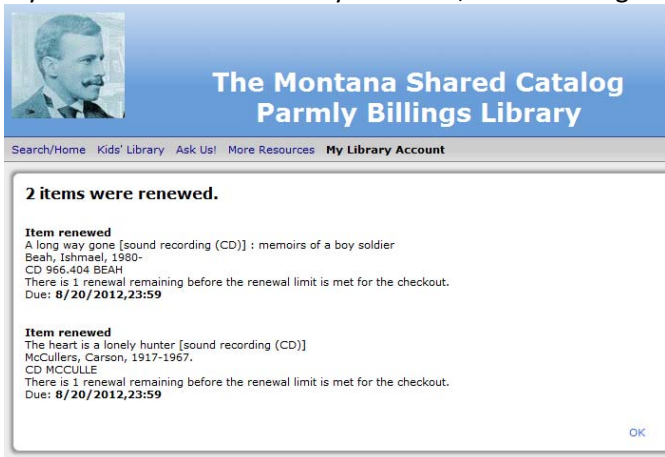 The Montana Shared Catalog
Parmly Billings Library
Search/Home Kids' Library Ask Us! More Resources My Library Account
2 items were renewed.
Item renewed
A long way gone [sound recording (CD)] : memoirs of a boy soldier
Beah, Ishmael, 1980-
CD 966.404 BEAH
There is 1 renewal remaining before the renewal limit is met for the checkout.
Due: 8/20/2012,23:59
Item renewed
The heart is a lonely hunter [sound recording (CD)]
McCullers, Carson, 1917-1967.
CD MCCULLE
There is 1 renewal remaining before the renewal limit is met for the checkout.
Due: 8/20/2012,23:59
OK